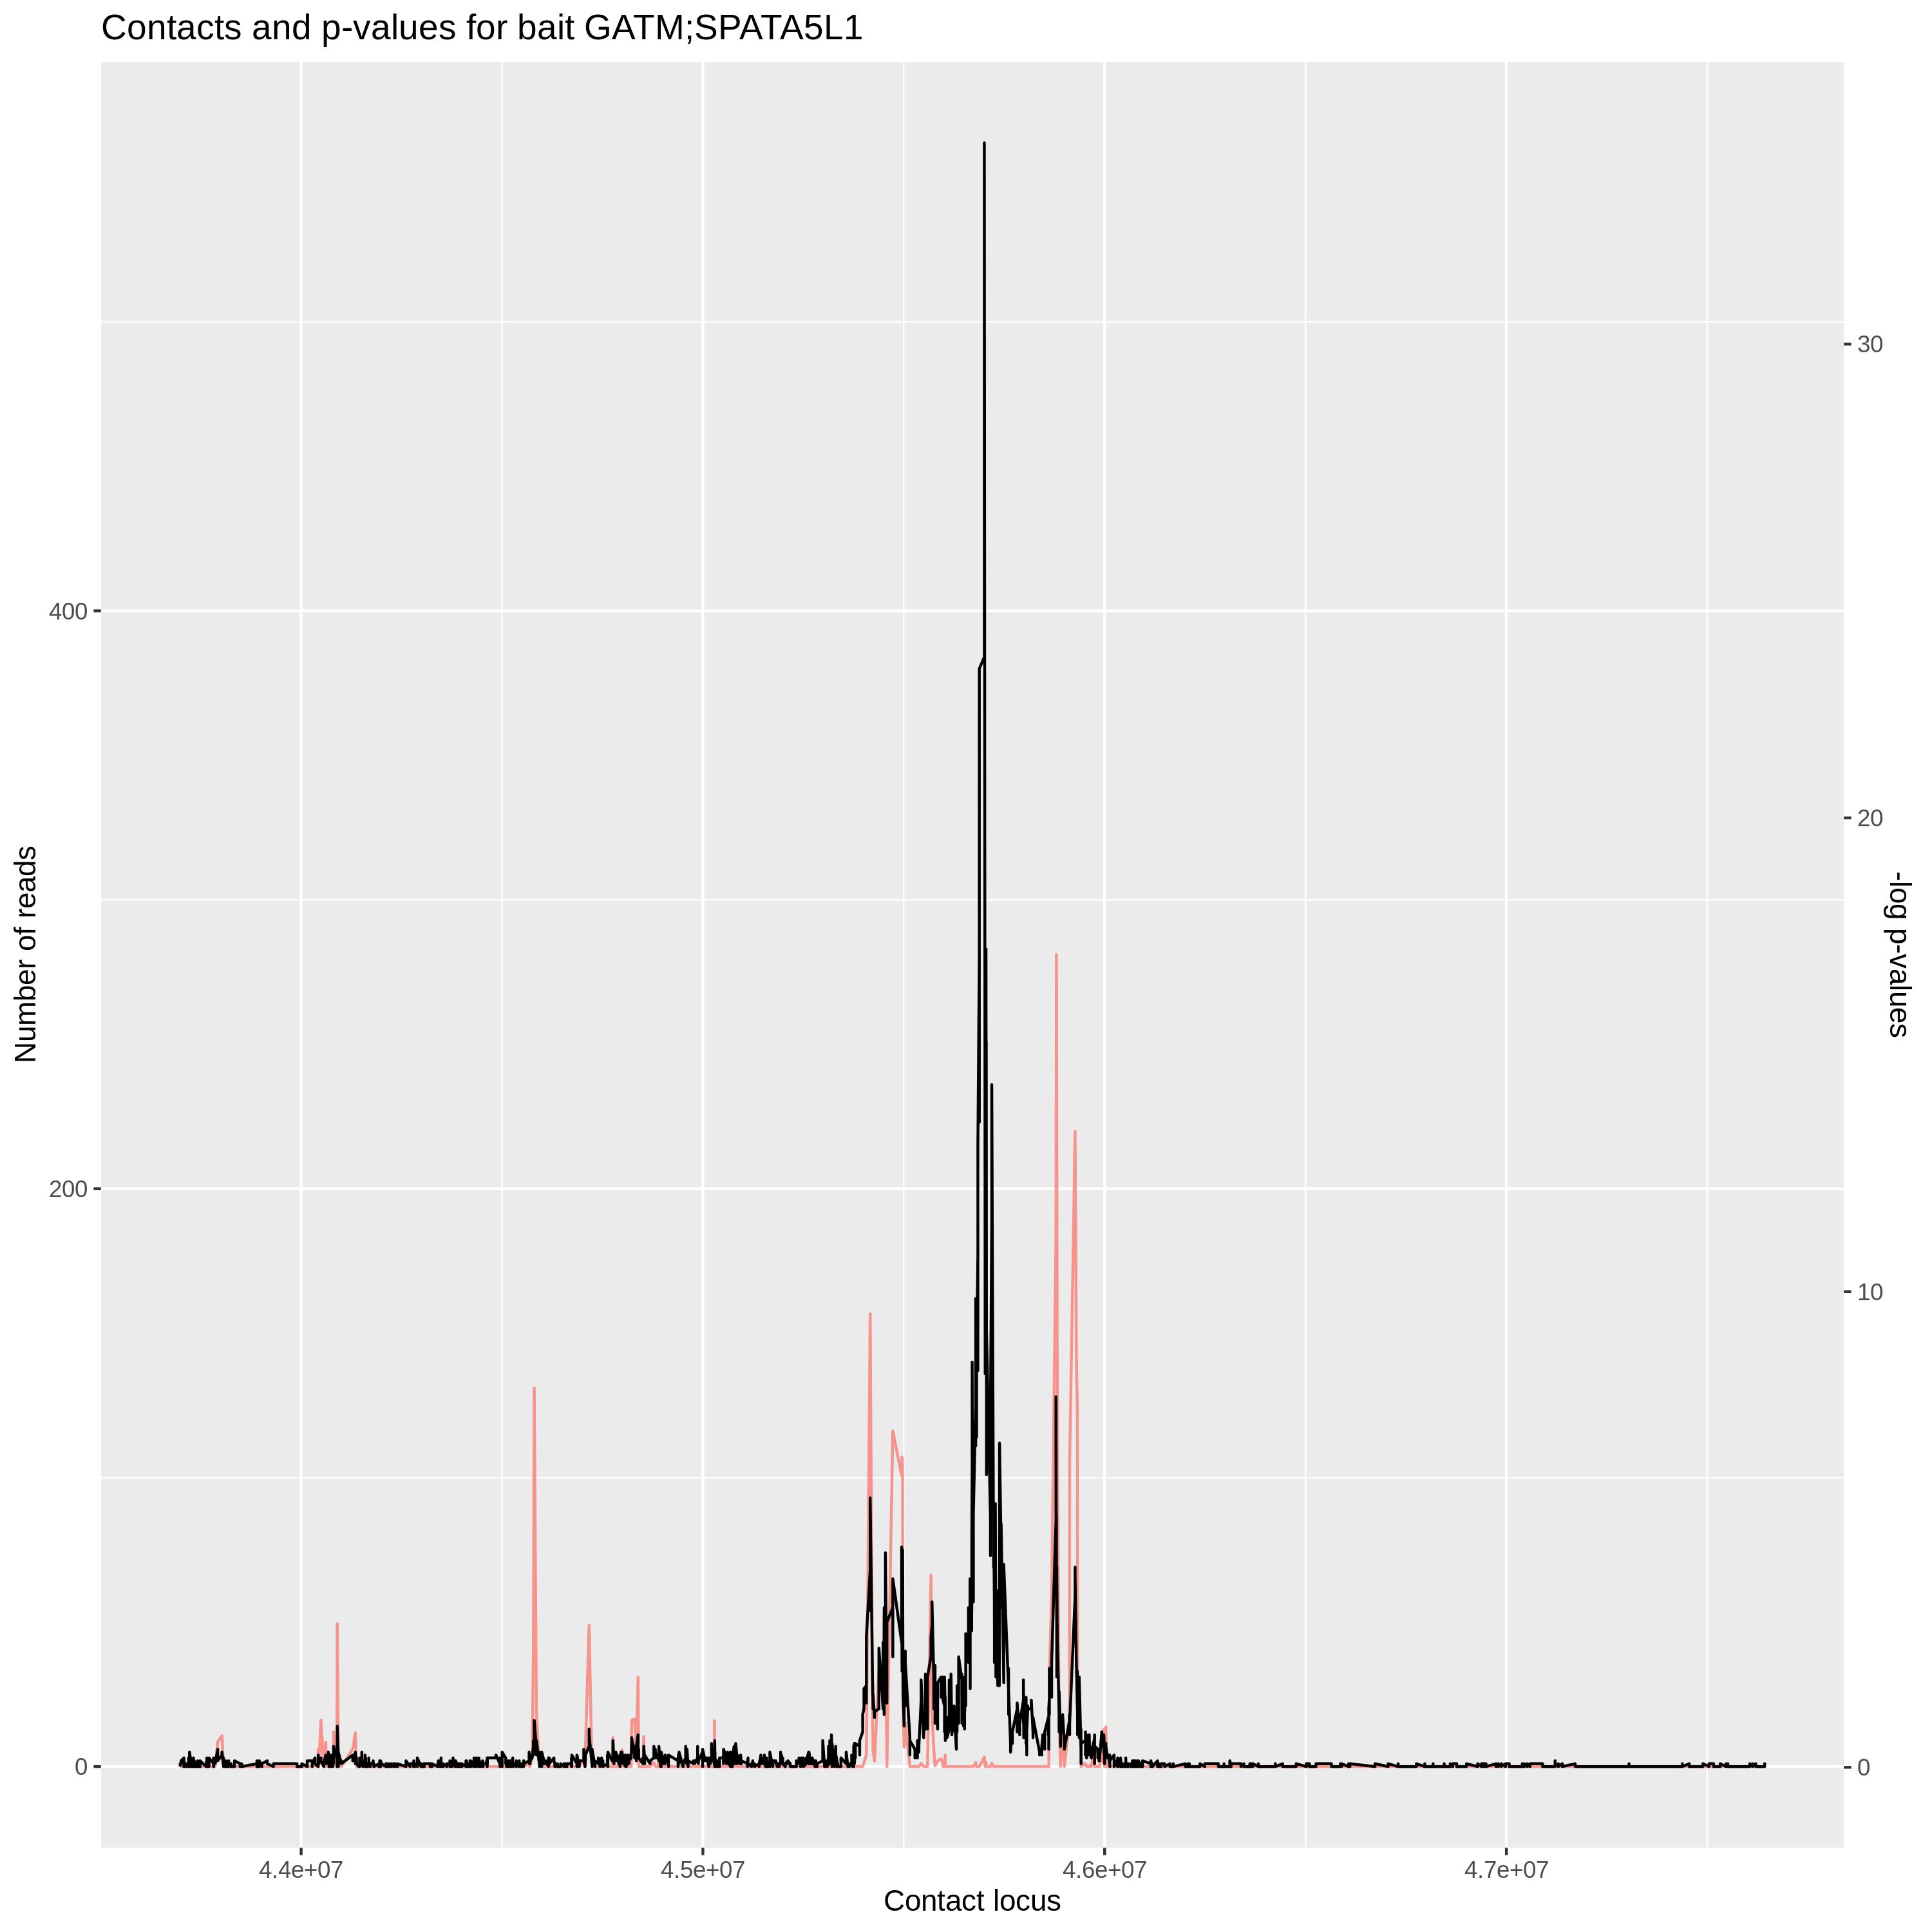 Contacts and p-values for bait GATM;SPATA5L1
Number of reads
400
200
0
30
20
10
0
-log p-values
4.4e+07
4.5e+07
4.6e+07
4.7e+07
Contact locus